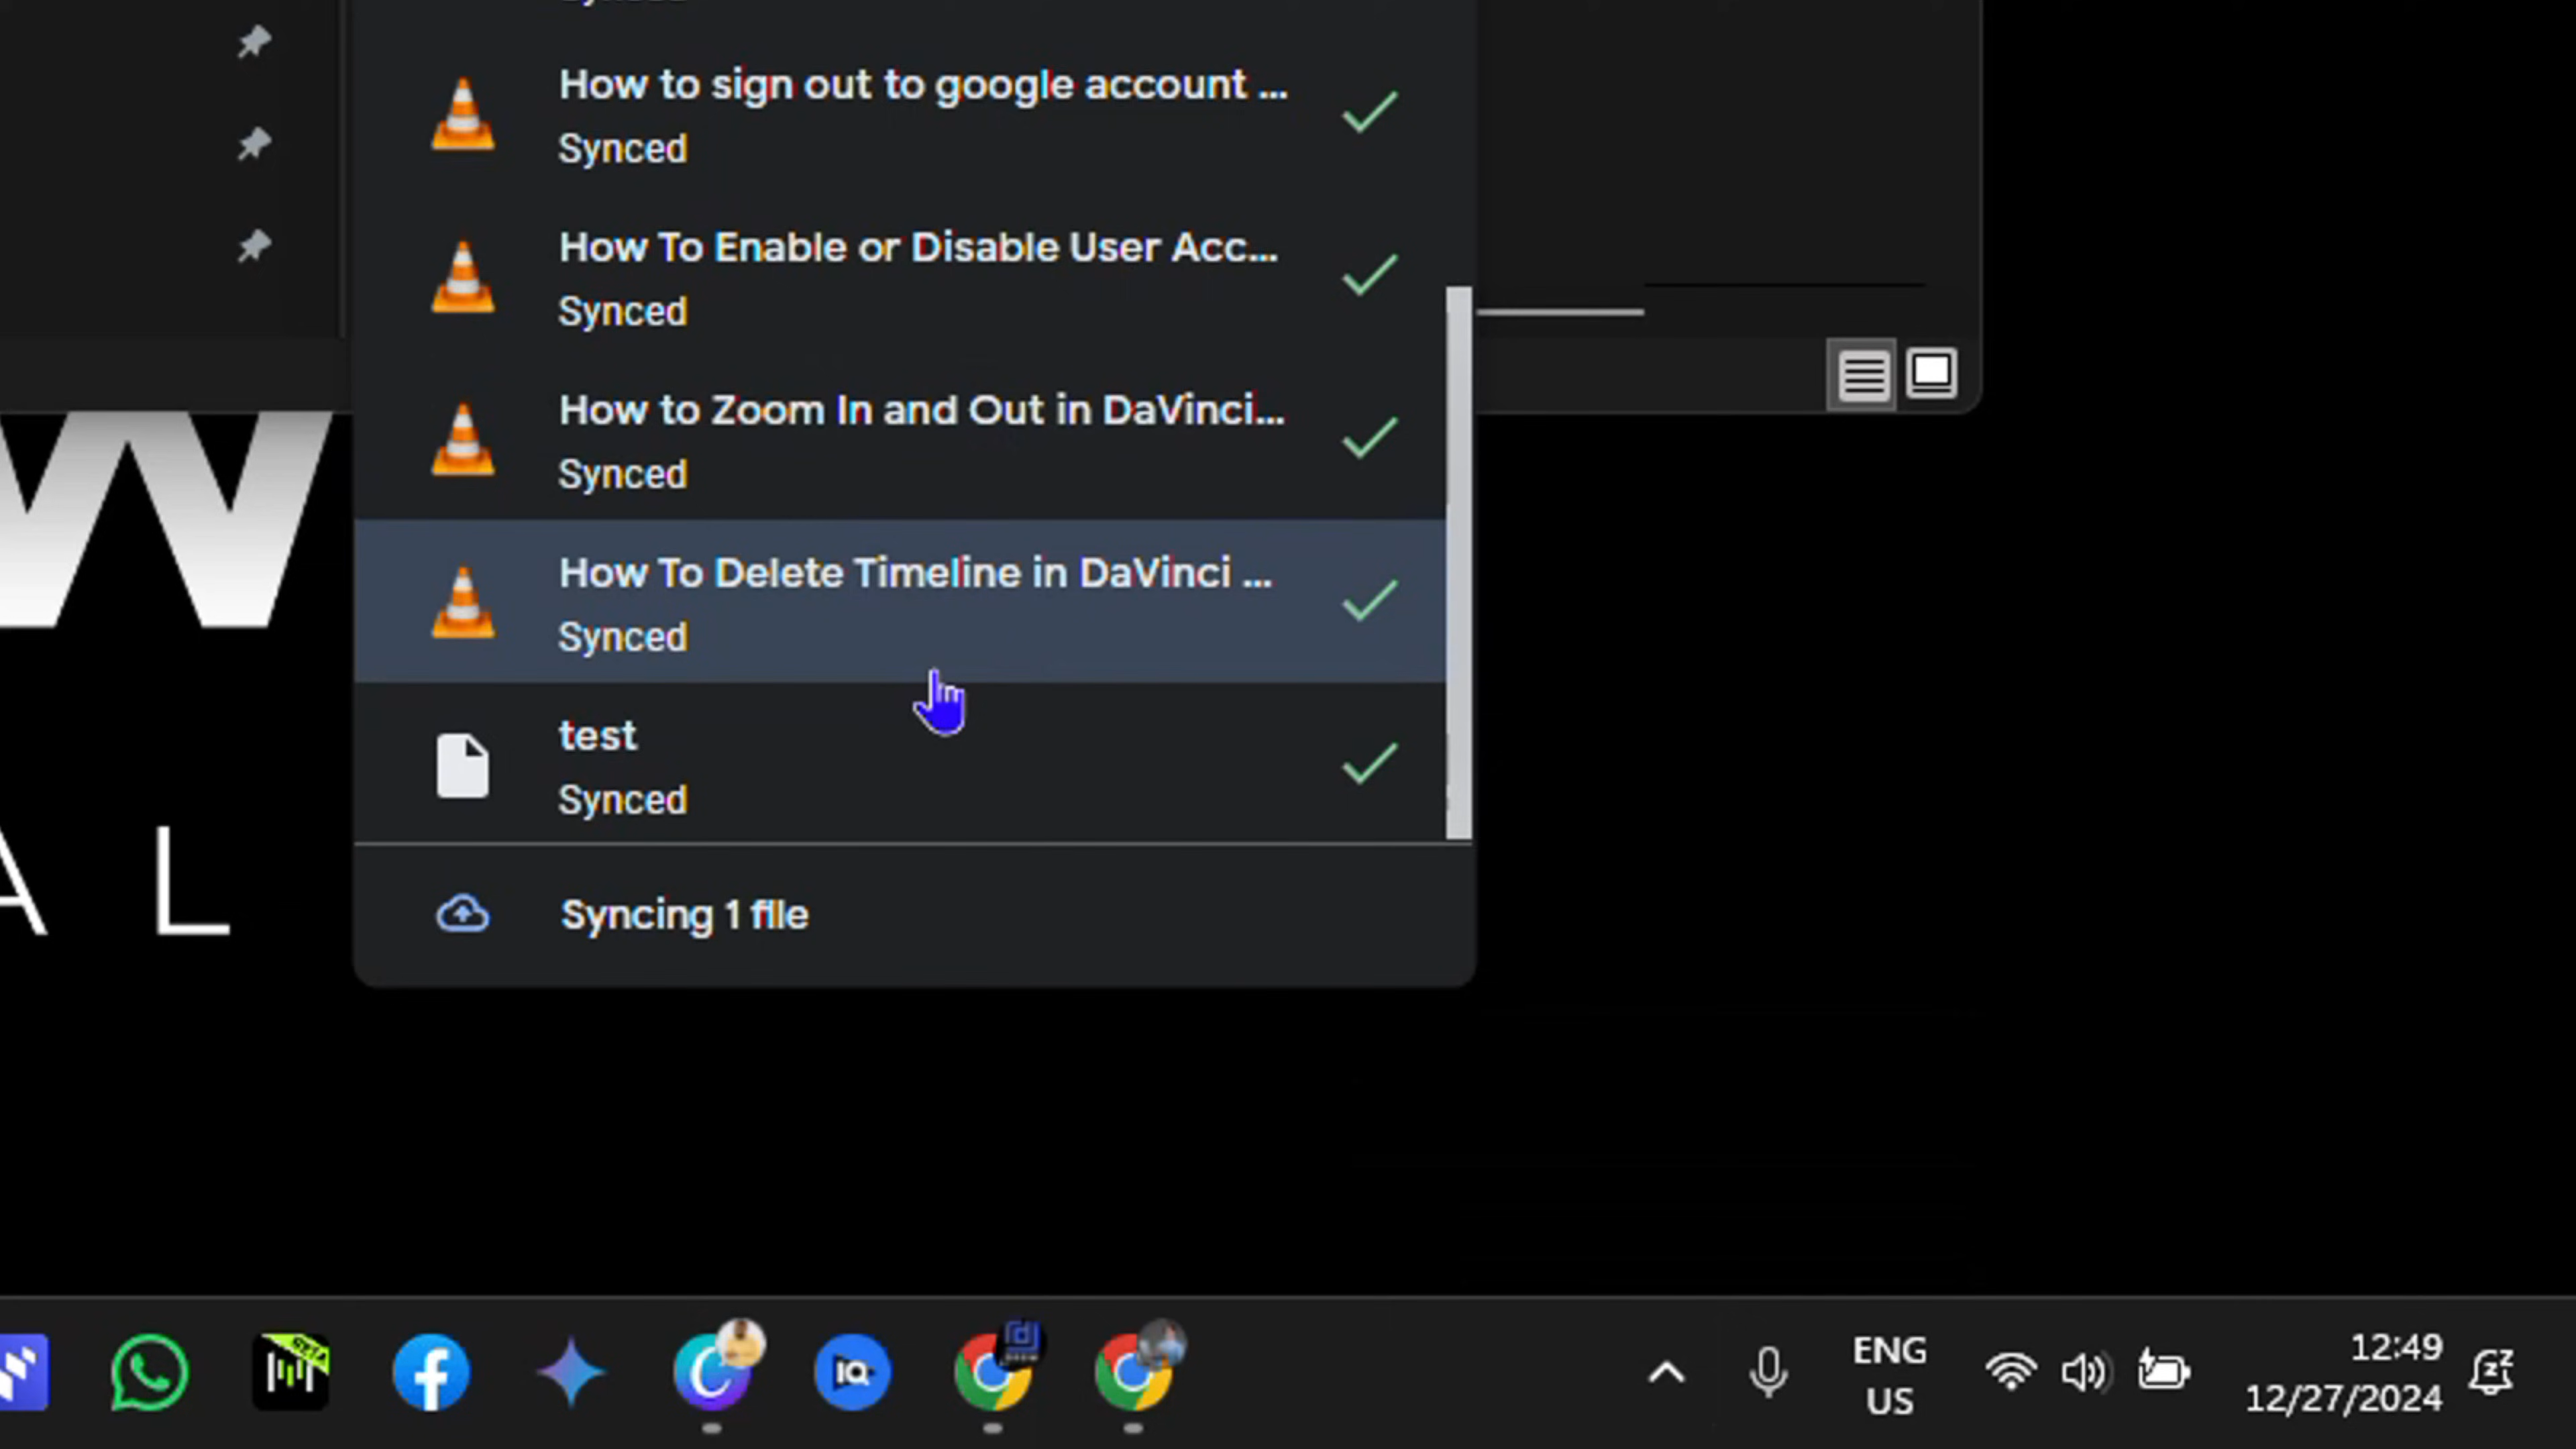 How to sign out to google account ...
Synced
How To Enable or Disable User Acc...
Synced
How to Zoom In and Out in DaVinci...
Synced
How To Delete Timeline in DaVinci ...
Synced
test
Synced
Syncing 1 file
W
A L
IQ
ENG
US
12:49
12/27/2024